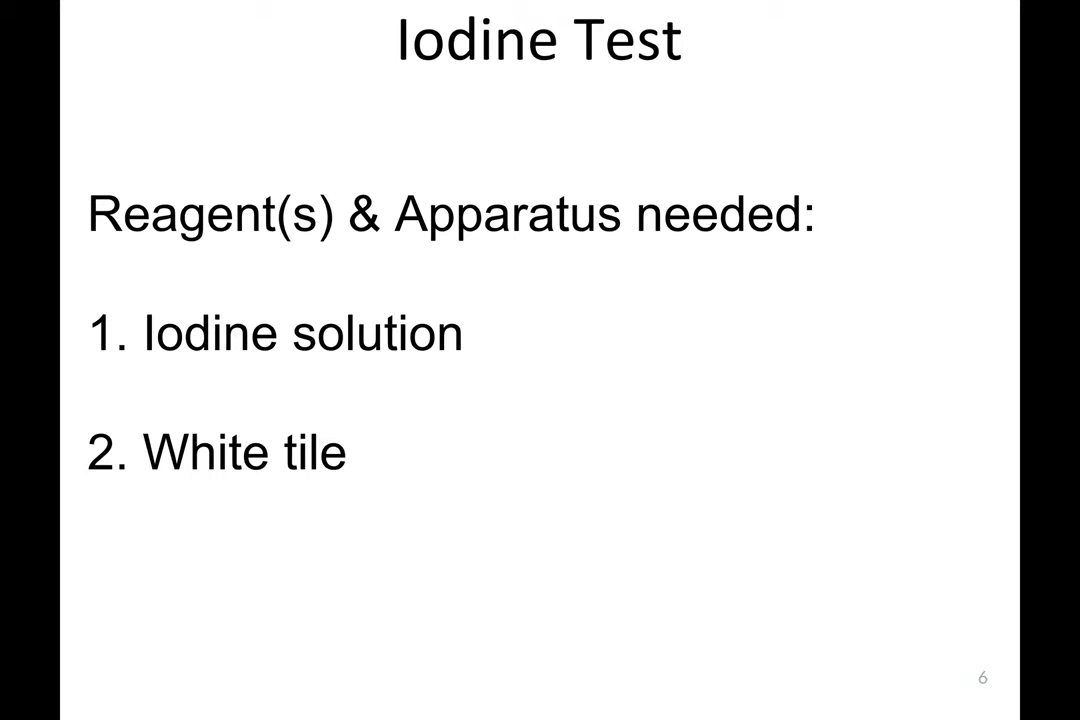 Iodine Test
Reagent(s) & Apparatus needed:
1. Iodine solution
2. White tile
6